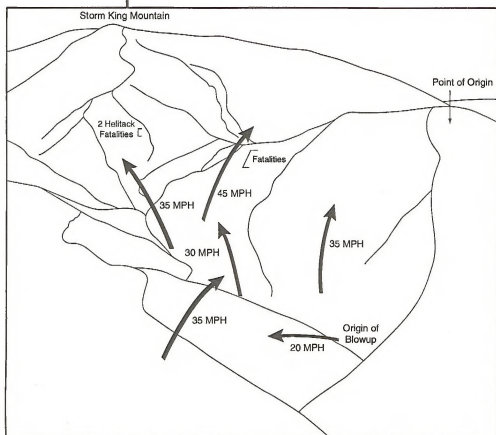 Storm King Mountain
Point of Origin
2 Helitack
Fatalities
Fatalities
35 MPH
45 MPH
35 MPH
30 MPH
35 MPH
20 MPH
Origin of
Blowup